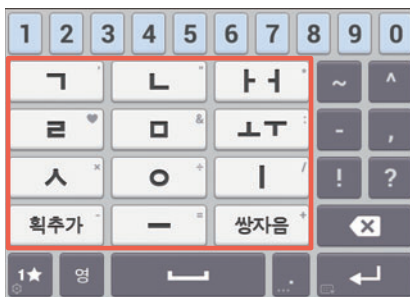 1 2 3 4 5 6 7 8 9 0
ㄱ ' ㄴ " ㅏㅓ ~ ^
ㄹ ♥ ㅁ & ㅗㅜ : - ,
ㅅ × ㅇ ÷ ㅣ / ! ?
획추가 - ㅡ = 쌍자음 +
1★ 영 .,